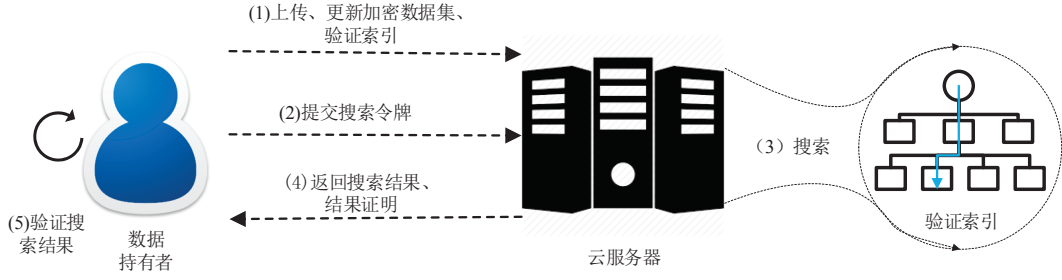 (1)上传、更新加密数据集、
验证索引
(2)提交搜索令牌
(3）搜索
(4)返回搜索结果、
结果证明
(5)验证搜
索结果
数据
持有者
云服务器
验证索引